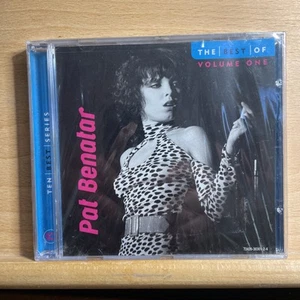 THE | BEST | OF
VOLUME ONE
Pat Benatar
TEN | BEST | SERIES